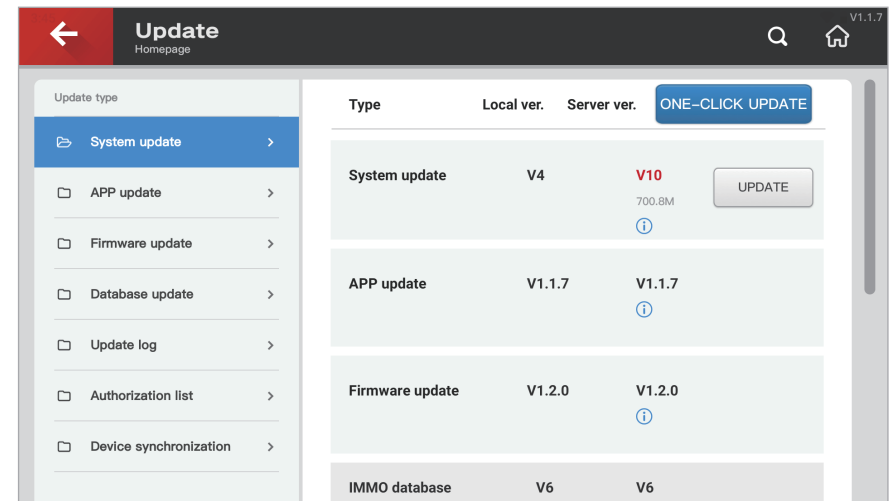 V1.1.7
Update
Homepage
Update type
System update
APP update
Firmware update
Database update
Update log
Authorization list
Device synchronization
Type Local ver. Server ver. ONE–CLICK UPDATE
System update V4 V10 UPDATE
700.8M
APP update V1.1.7 V1.1.7
Firmware update V1.2.0 V1.2.0
IMMO database V6 V6